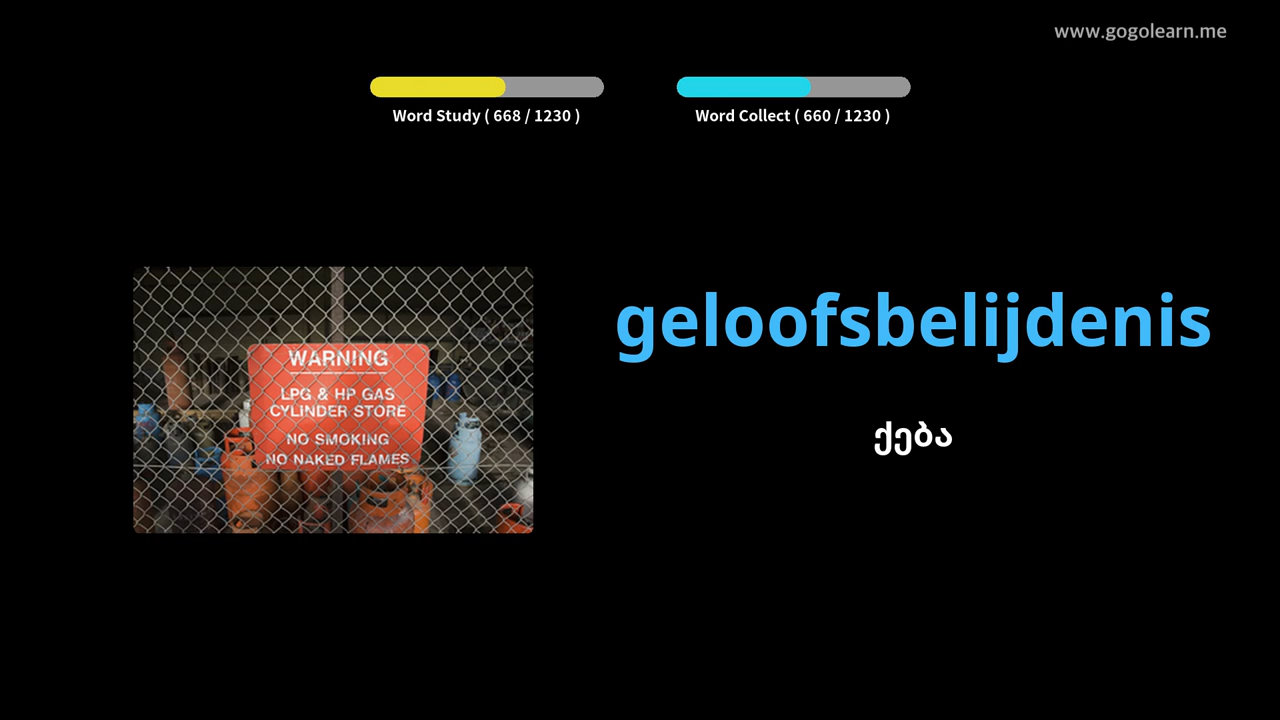 www.gogolearn.me
Word Study ( 668 / 1230 )
Word Collect ( 660 / 1230 )
geloofsbelijdenis
ქება
WARNING
LPG & HP GAS
CYLINDER STORE
NO SMOKING
NO NAKED FLAMES